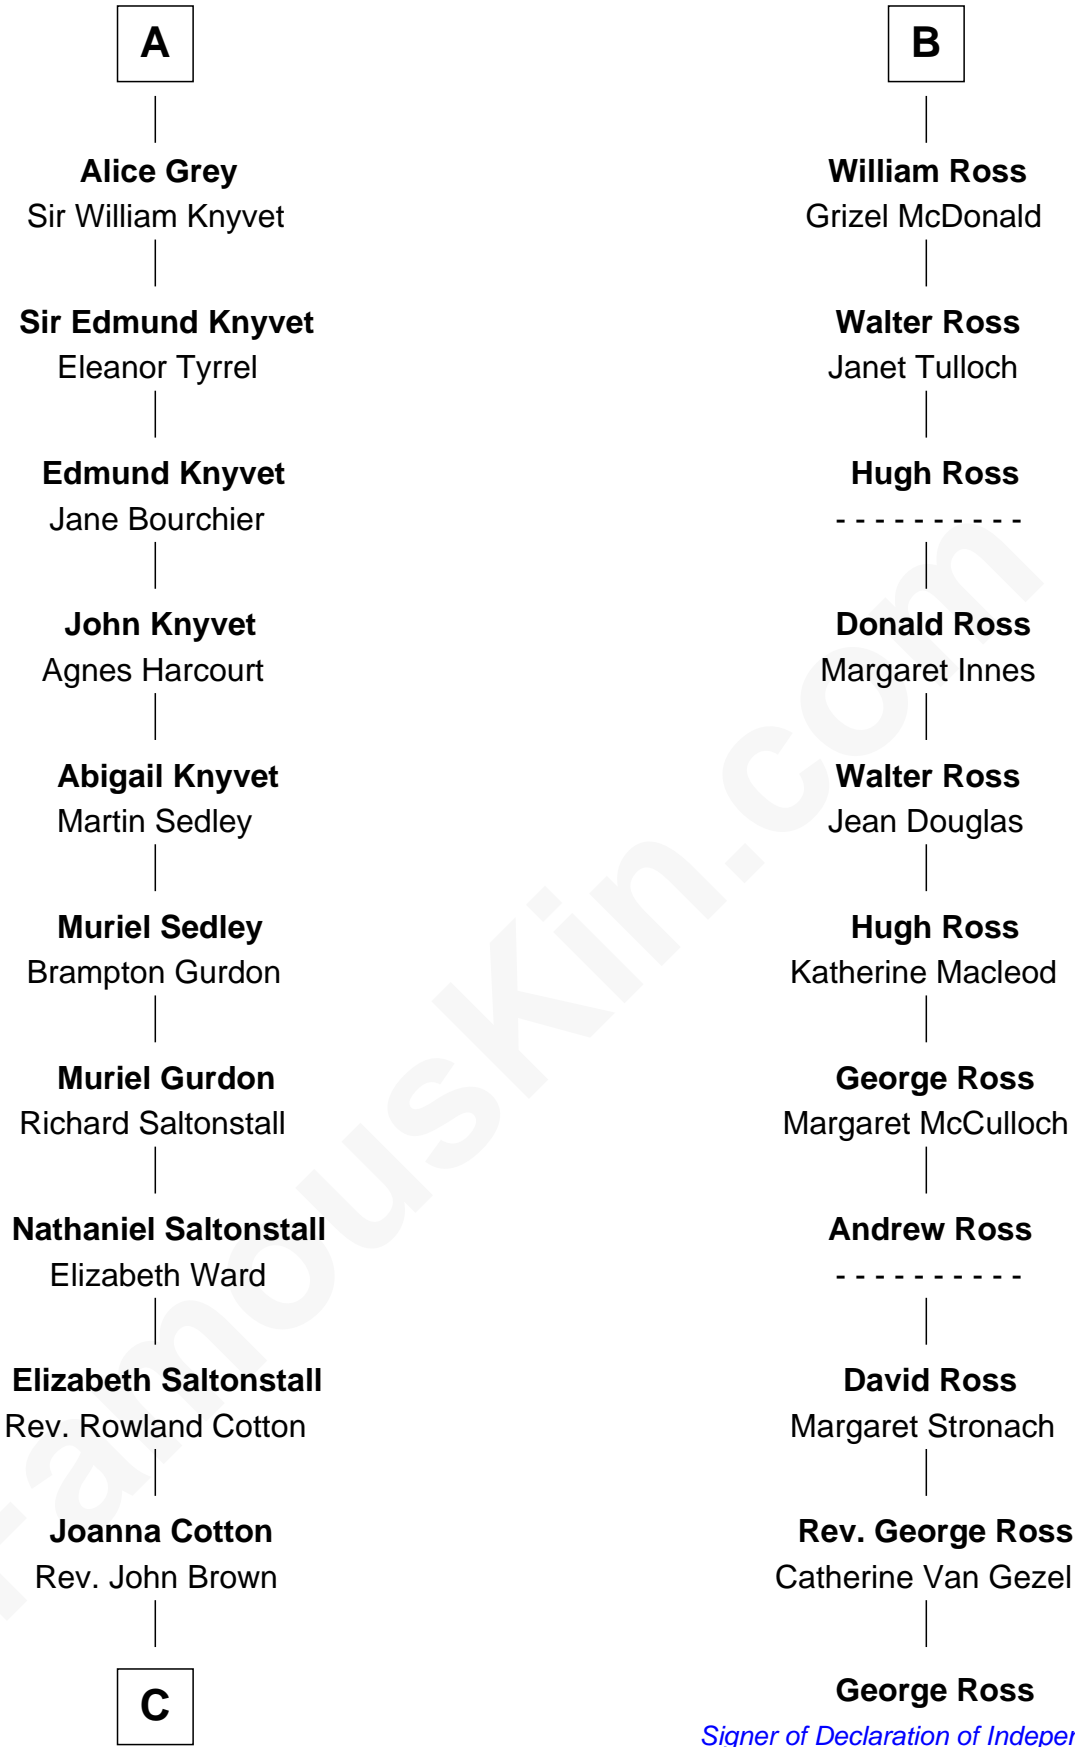 A
Alice Grey
Sir William Knyvet
Sir Edmund Knyvet
Eleanor Tyrrel
Edmund Knyvet
Jane Bourchier
John Knyvet
Agnes Harcourt
Abigail Knyvet
Martin Sedley
Muriel Sedley
Brampton Gurdon
Muriel Gurdon
Richard Saltonstall
Nathaniel Saltonstall
Elizabeth Ward
Elizabeth Saltonstall
Rev. Rowland Cotton
Joanna Cotton
Rev. John Brown
C
B
William Ross
Grizel McDonald
Walter Ross
Janet Tulloch
Hugh Ross
- - - - - - - - - -
Donald Ross
Margaret Innes
Walter Ross
Jean Douglas
Hugh Ross
Katherine Macleod
George Ross
Margaret McCulloch
Andrew Ross
- - - - - - - - - -
David Ross
Margaret Stronach
Rev. George Ross
Catherine Van Gezel
George Ross
Signer of Declaration of Indepen
FamousKin.com